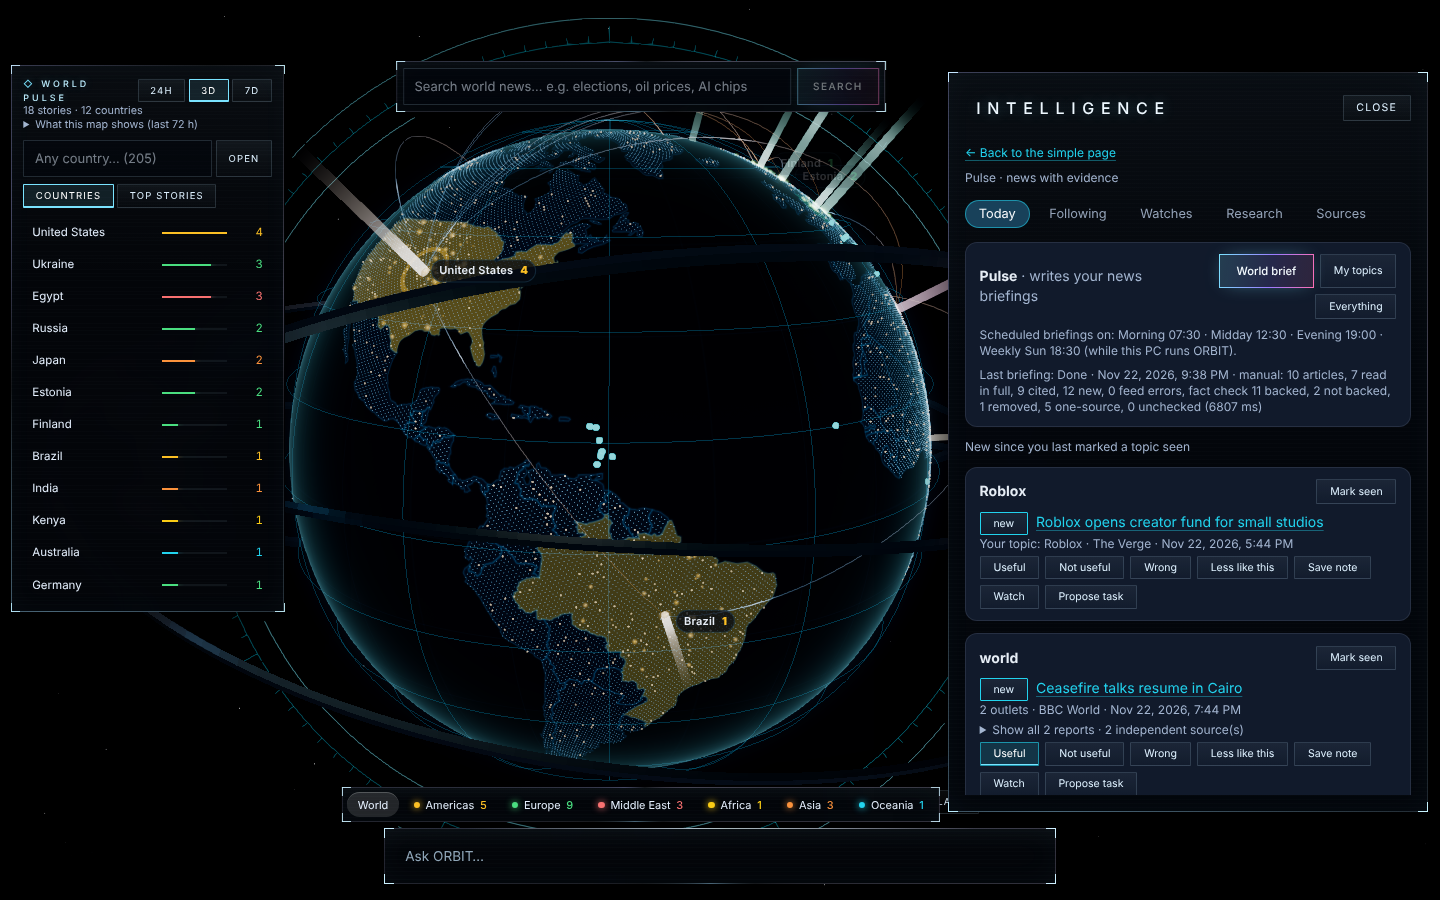 ◇ WORLD PULSE
24H
3D
7D
18 stories · 12 countries
▶ What this map shows (last 72 h)
Any country... (205)
OPEN
COUNTRIES
TOP STORIES
United States 4
Ukraine 3
Egypt 3
Russia 2
Japan 2
Estonia 2
Finland 1
Brazil 1
India 1
Kenya 1
Australia 1
Germany 1
Search world news... e.g. elections, oil prices, AI chips
SEARCH
Finland 1
Estonia
United States 4
Brazil 1
World
Americas 5
Europe 9
Middle East 3
Africa 1
Asia 3
Oceania 1
Ask ORBIT...
INTELLIGENCE
CLOSE
← Back to the simple page
Pulse · news with evidence
Today
Following
Watches
Research
Sources
Pulse · writes your news
briefings
World brief
My topics
Everything
Scheduled briefings on: Morning 07:30 · Midday 12:30 · Evening 19:00 ·
Weekly Sun 18:30 (while this PC runs ORBIT).
Last briefing: Done · Nov 22, 2026, 9:38 PM · manual: 10 articles, 7 read
in full, 9 cited, 12 new, 0 feed errors, fact check 11 backed, 2 not backed,
1 removed, 5 one-source, 0 unchecked (6807 ms)
New since you last marked a topic seen
Roblox
Mark seen
new Roblox opens creator fund for small studios
Your topic: Roblox · The Verge · Nov 22, 2026, 5:44 PM
Useful
Not useful
Wrong
Less like this
Save note
Watch
Propose task
world
Mark seen
new Ceasefire talks resume in Cairo
2 outlets · BBC World · Nov 22, 2026, 7:44 PM
▶ Show all 2 reports · 2 independent source(s)
Useful
Not useful
Wrong
Less like this
Save note
Watch
Propose task